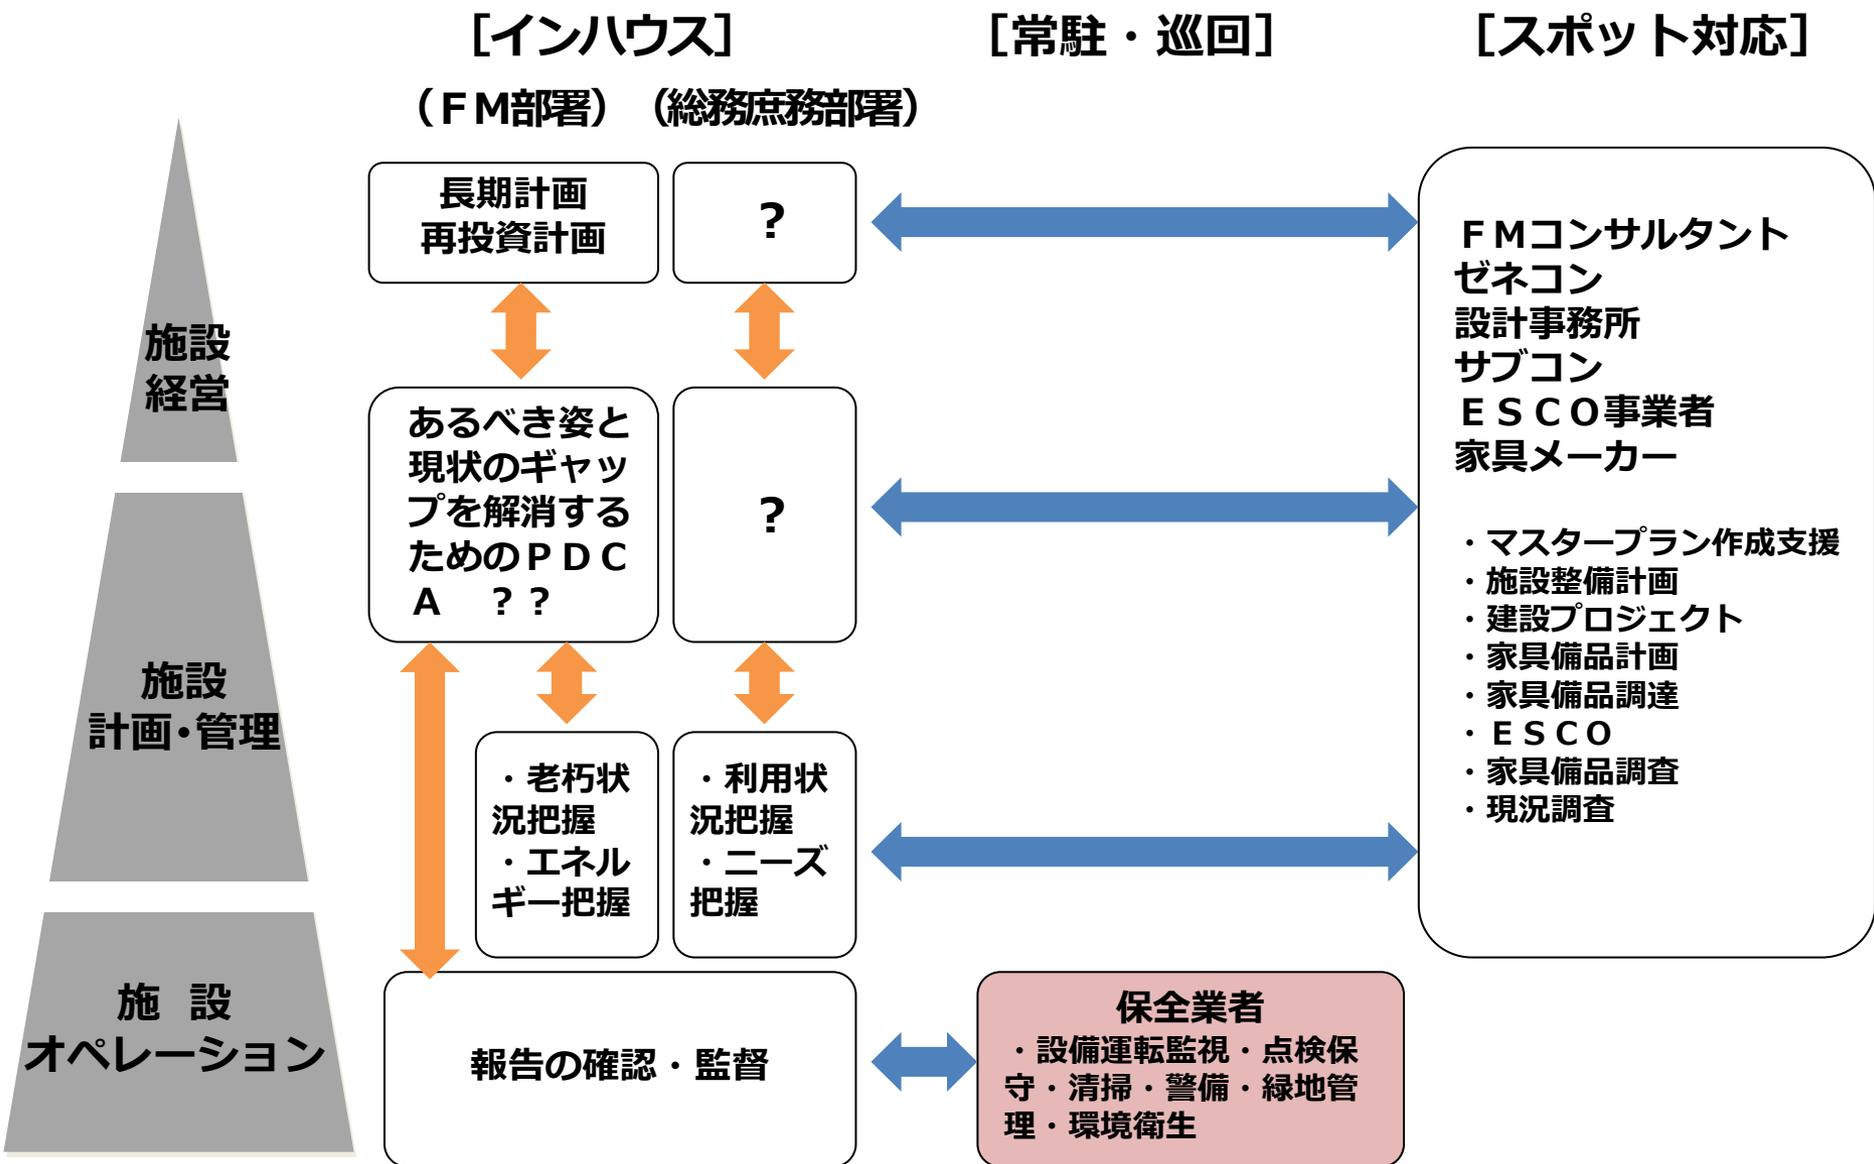 ［インハウス］
［常駐・巡回］
［スポット対応］
（ＦＭ部署）
（総務庶務部署）
施設
経営
施設
計画・管理
施　設
オペレーション
長期計画
再投資計画
？
あるべき姿と
現状のギャッ
プを解消する
ためのＰＤＣ
Ａ　？？
？
・老朽状
況把握
・エネル
ギー把握
・利用状
況把握
・ニーズ
把握
報告の確認・監督
保全業者
・設備運転監視・点検保
守・清掃・警備・緑地管
理・環境衛生
ＦＭコンサルタント
ゼネコン
設計事務所
サブコン
ＥＳＣＯ事業者
家具メーカー
・マスタープラン作成支援
・施設整備計画
・建設プロジェクト
・家具備品計画
・家具備品調達
・ＥＳＣＯ
・家具備品調査
・現況調査